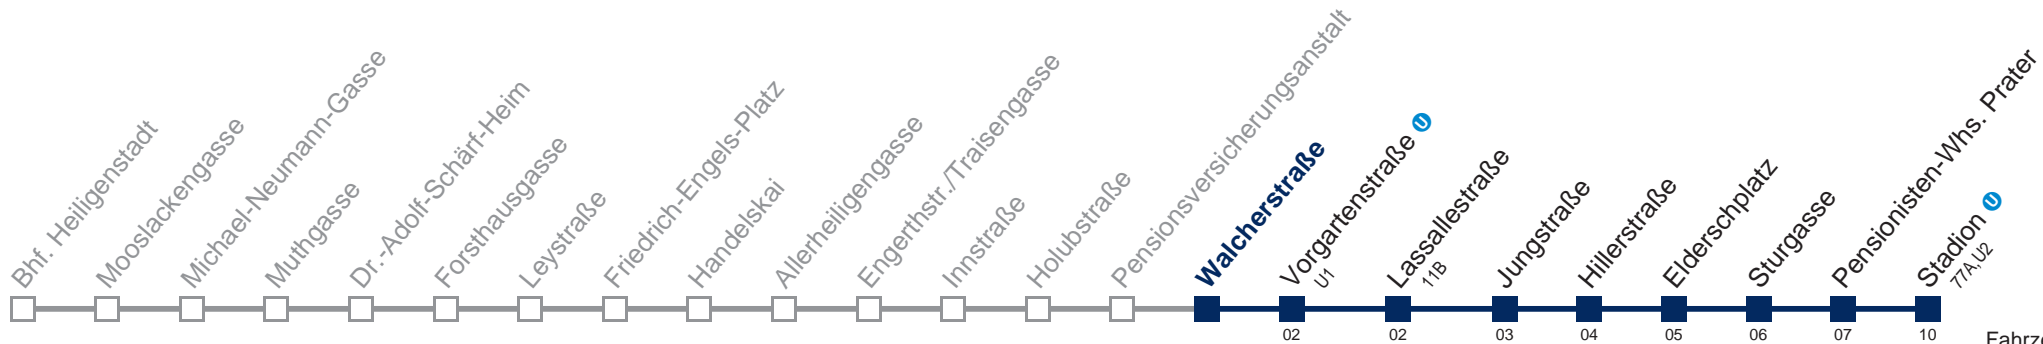 Bhf. Heiligenstadt
Mooslackengasse
Michael-Neumann-Gasse
Muthgasse
Dr.-Adolf-Schärf-Heim
Forsthausgasse
Leystraße
Friedrich-Engels-Platz
Handelskai
Allerheiligengasse
Engerthstr./Traisengasse
Innstraße
Holubstraße
Pensionsversicherungsanstalt
Walcherstraße
Vorgartenstraße U
U1
Lassallestraße
11B
Jungstraße
Hillerstraße
Elderschplatz
Sturgasse
Pensionisten-Whs. Prater
Stadion U
77A,U2
02 02 03 04 05 06 07 10
Fahrze